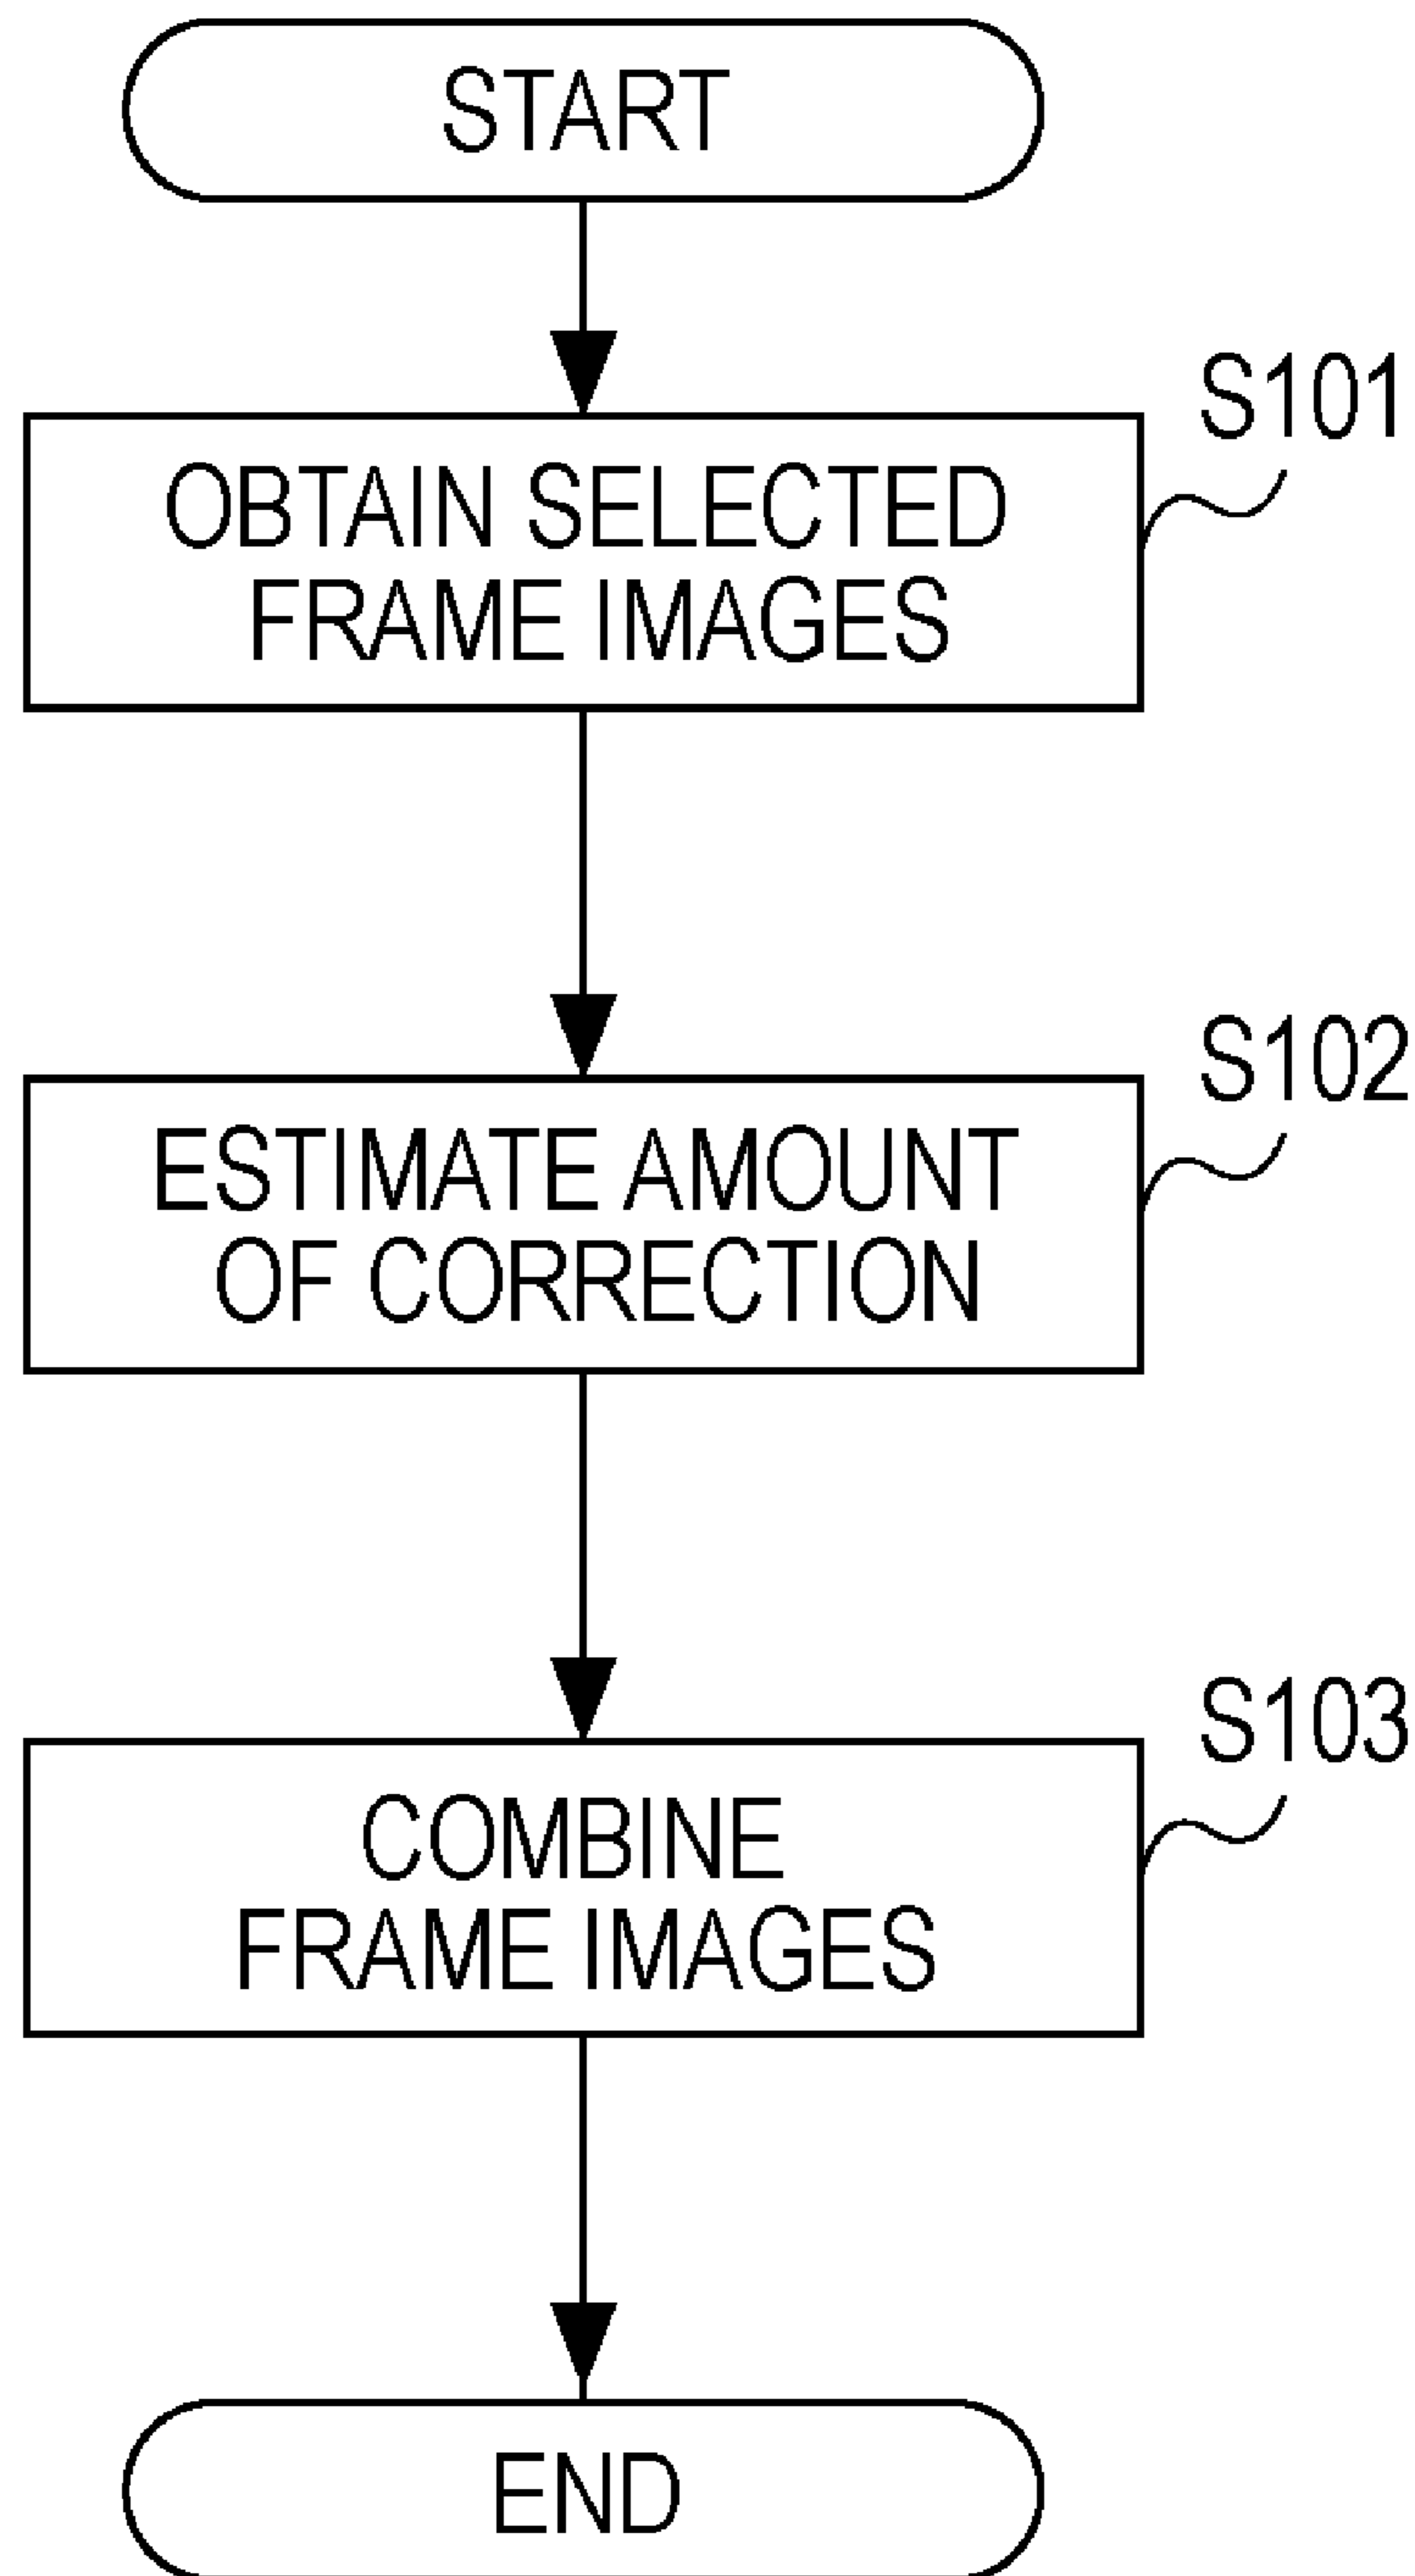 START
S101
OBTAIN SELECTED
FRAME IMAGES
S102
ESTIMATE AMOUNT
OF CORRECTION
S103
COMBINE
FRAME IMAGES
END